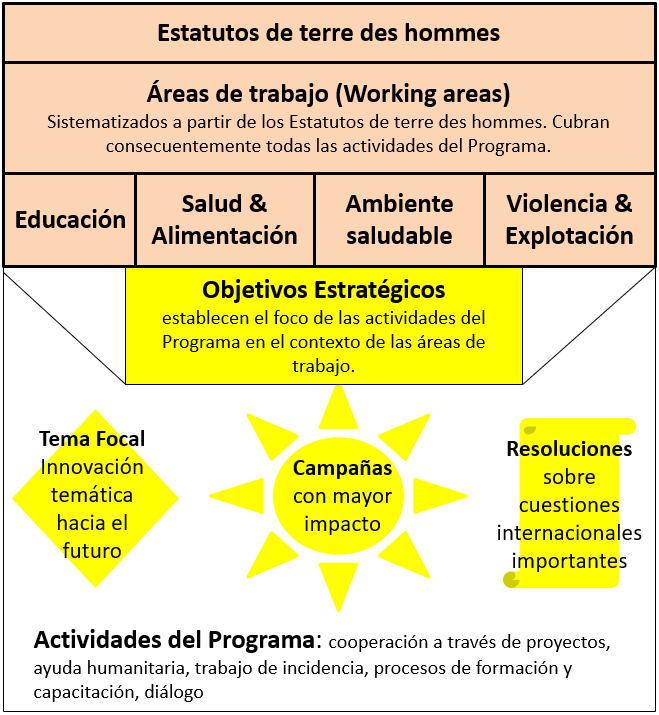 Estatutos de terre des hommes
Áreas de trabajo (Working areas)
Sistematizados a partir de los Estatutos de terre des hommes. Cubran
consecuentemente todas las actividades del Programa.
Educación
Salud &
Alimentación
Ambiente
saludable
Violencia &
Explotación
Objetivos Estratégicos
establecen el foco de las actividades del
Programa en el contexto de las áreas de
trabajo.
Tema Focal
Innovación
temática
hacia el
futuro
Campañas
con mayor
impacto
Resoluciones
sobre
cuestiones
internacionales
importantes
Actividades del Programa: cooperación a través de proyectos,
ayuda humanitaria, trabajo de incidencia, procesos de formación y
capacitación, diálogo